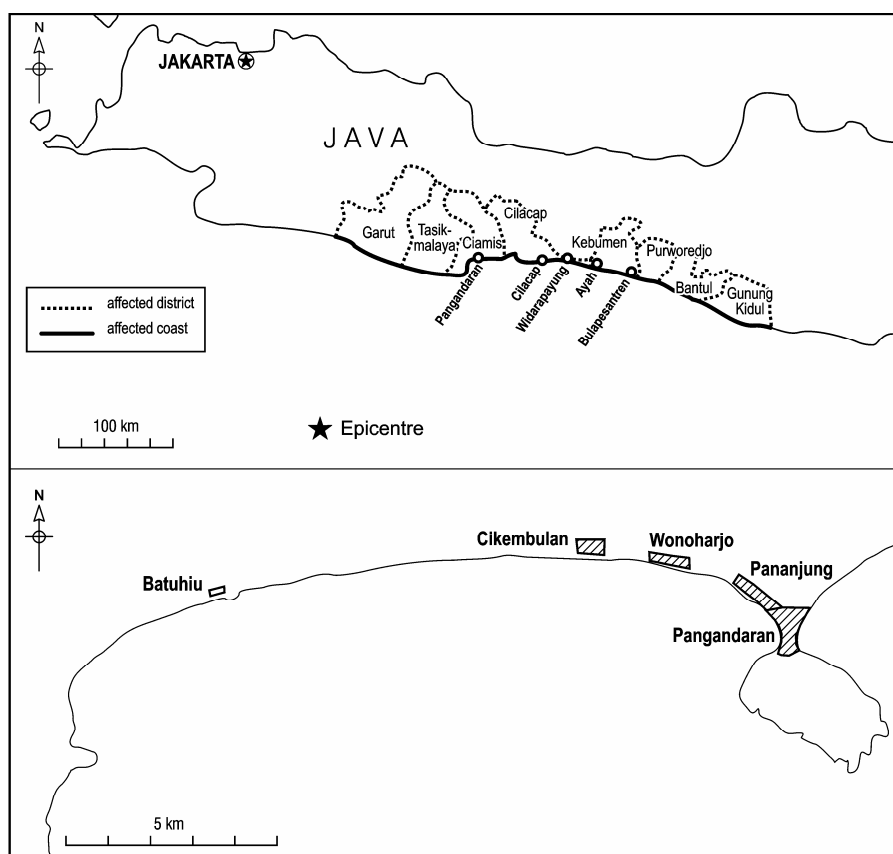 N
JAKARTA
JAVA
Garut
Tasik-
malaya
Ciamis
Cilacap
Kebumen
Purworedjo
Bantul
Gunung
Kidul
Pangandaran
Cilacap
Widarapayung
Ayah
Bulapesantren
affected district
affected coast
100 km
Epicentre
N
Cikembulan
Wonoharjo
Batuhiu
Pananjung
Pangandaran
5 km